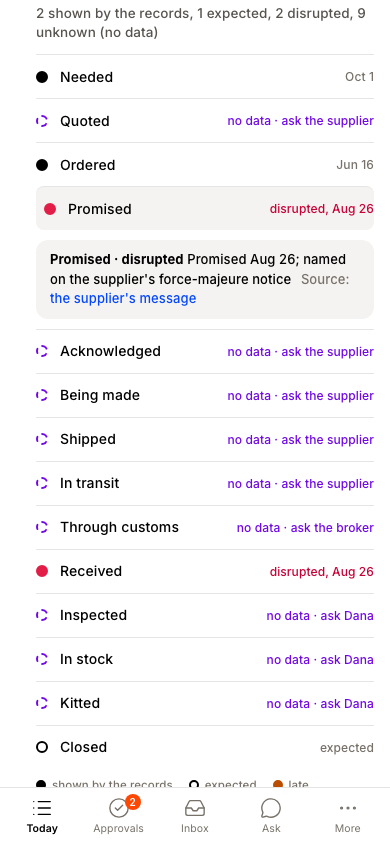 2 shown by the records, 1 expected, 2 disrupted, 9
unknown (no data)
Needed Oct 1
Quoted no data · ask the supplier
Ordered Jun 16
Promised disrupted, Aug 26
Promised · disrupted Promised Aug 26; named
on the supplier's force-majeure notice Source:
the supplier's message
Acknowledged no data · ask the supplier
Being made no data · ask the supplier
Shipped no data · ask the supplier
In transit no data · ask the supplier
Through customs no data · ask the broker
Received disrupted, Aug 26
Inspected no data · ask Dana
In stock no data · ask Dana
Kitted no data · ask Dana
Closed expected
shown by the records expected late
2
Today Approvals Inbox Ask More